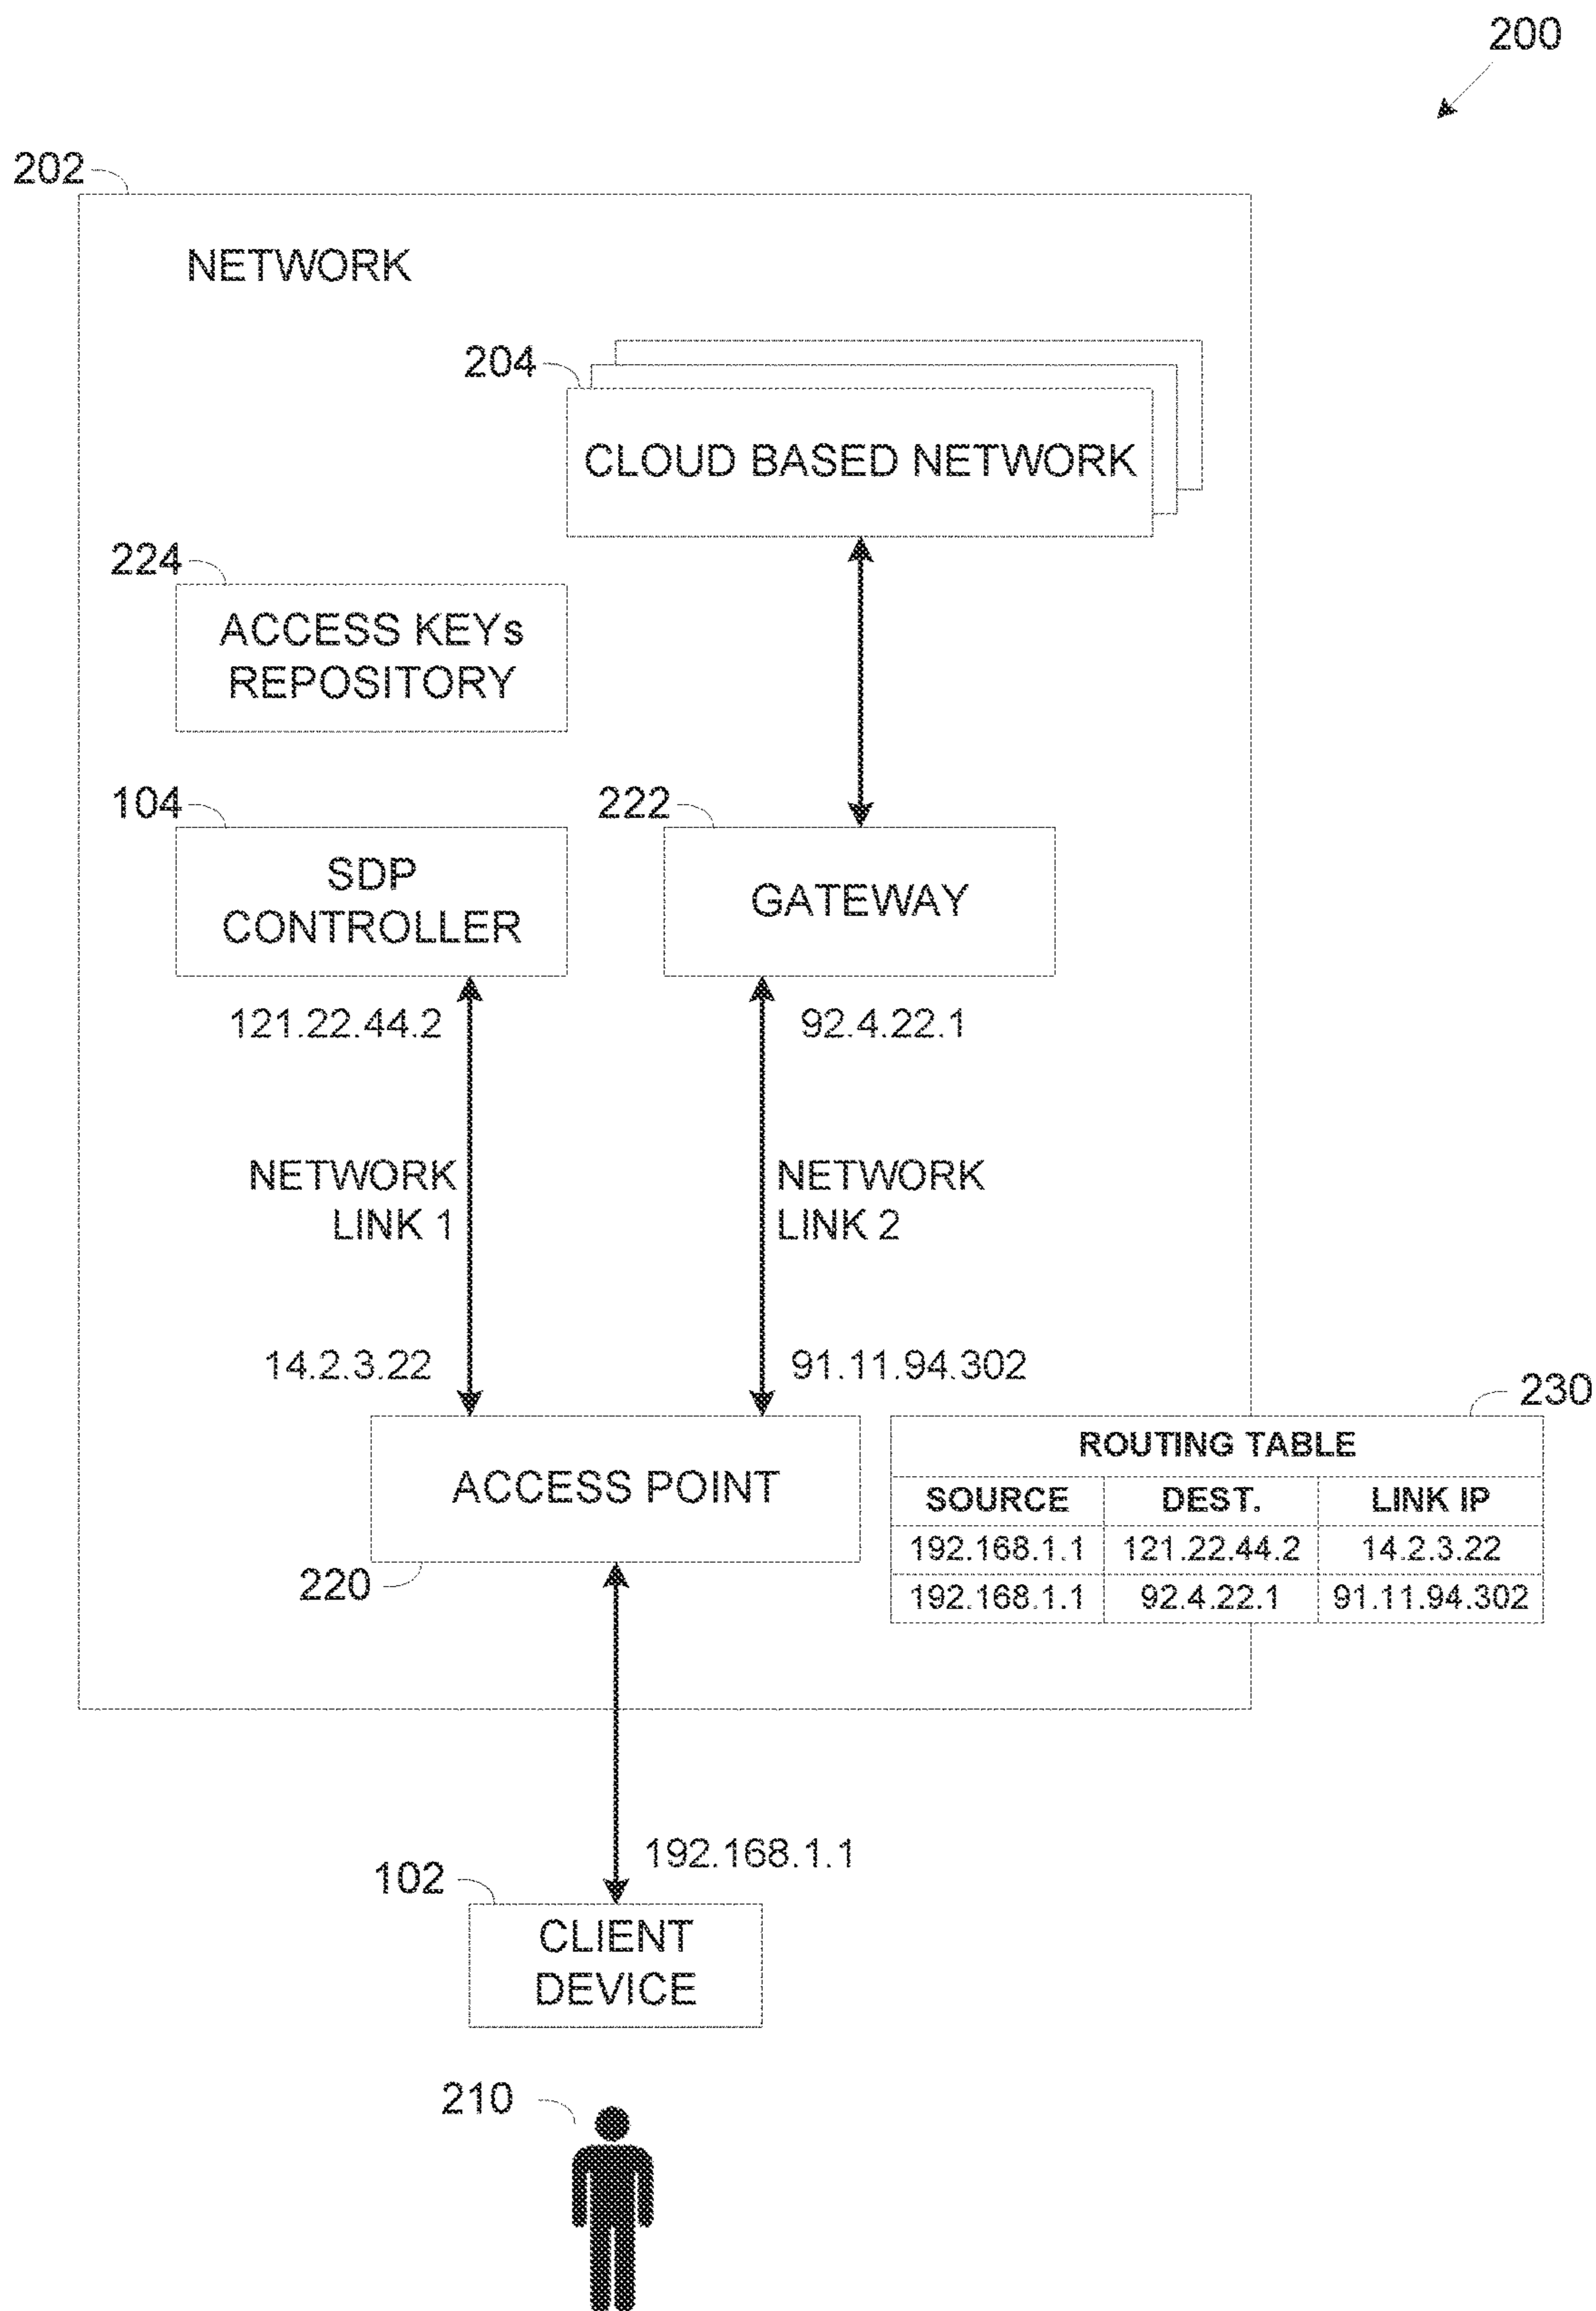 200
202
NETWORK
204
CLOUD BASED NETWORK
224
ACCESS KEYs
REPOSITORY
104
SDP
CONTROLLER
222
GATEWAY
121.22.44.2
92.4.22.1
NETWORK
LINK 1
NETWORK
LINK 2
14.2.3.22
91.11.94.302
ACCESS POINT
220
230
ROUTING TABLE
SOURCE DEST. LINK IP
192.168.1.1 121.22.44.2 14.2.3.22
192.168.1.1 92.4.22.1 91.11.94.302
192.168.1.1
102
CLIENT
DEVICE
210